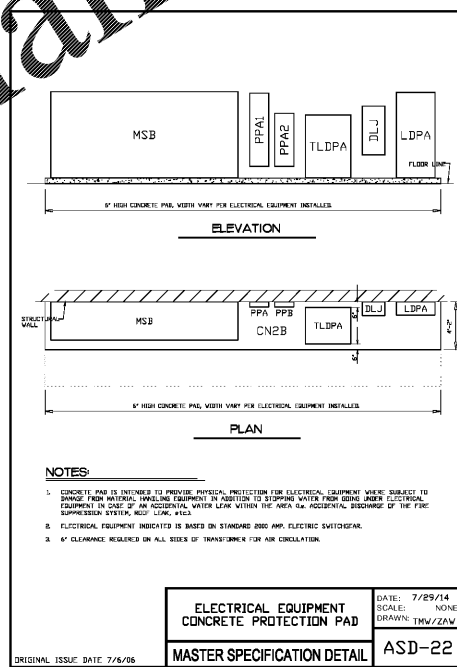 MSB
PPA1
PPA2
TLDPA
DLJ
LDPA
FLOOR LINE
6" HIGH CONCRETE PAD, WIDTH VARY PER ELECTRICAL EQUIPMENT INSTALLED.
ELEVATION
STRUCTURAL
WALL
MSB
PPA
PPB
CN2B
TLDPA
6"
6"
DLJ
LDPA
4'-2"
6" HIGH CONCRETE PAD, WIDTH VARY PER ELECTRICAL EQUIPMENT INSTALLED.
PLAN
NOTES:
1. CONCRETE PAD IS INTENDED TO PROVIDE PHYSICAL PROTECTION FOR ELECTRICAL EQUIPMENT WHERE SUBJECT TO
DAMAGE FROM MATERIAL HANDLING EQUIPMENT IN ADDITION TO STOPPING WATER FROM GOING UNDER ELECTRICAL
EQUIPMENT IN CASE OF AN ACCIDENTAL WATER LEAK WITHIN THE AREA (i.e. ACCIDENTAL DISCHARGE OF THE FIRE
SUPPRESSION SYSTEM, ROOF LEAK, etc.).
2. ELECTRICAL EQUIPMENT INDICATED IS BASED ON STANDARD 2000 AMP. ELECTRIC SWITCHGEAR.
3. 6" CLEARANCE REQUIRED ON ALL SIDES OF TRANSFORMER FOR AIR CIRCULATION.
ELECTRICAL EQUIPMENT
CONCRETE PROTECTION PAD
DATE: 7/29/14
SCALE: NONE
DRAWN: TMW/ZAW
MASTER SPECIFICATION DETAIL
ASD-22
ORIGINAL ISSUE DATE 7/6/06